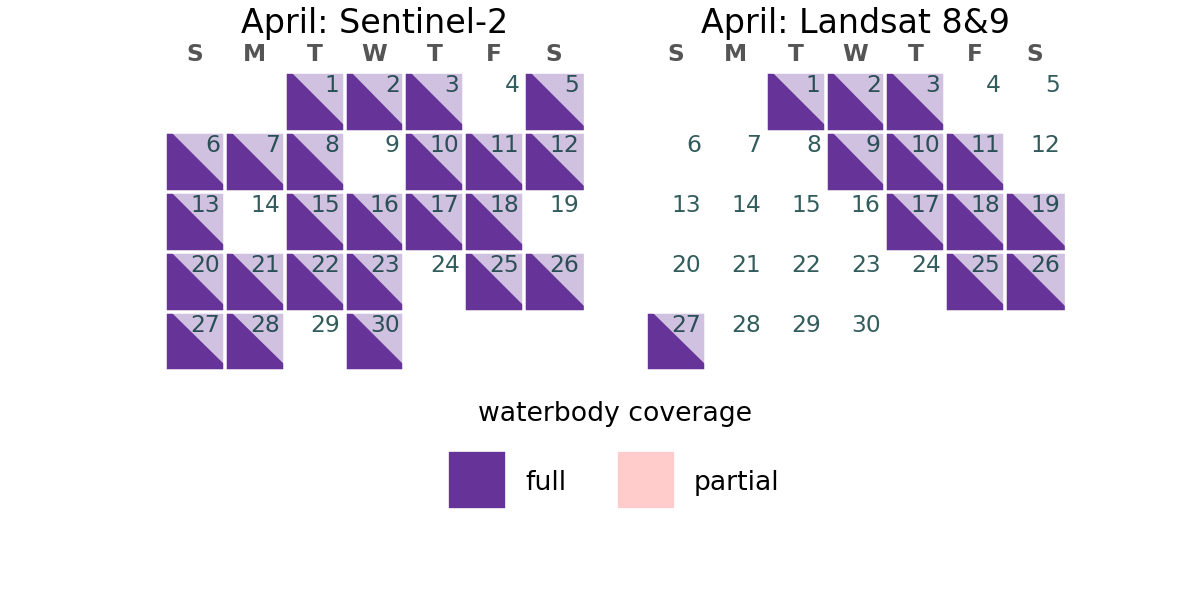 April: Sentinel-2
S M T W T F S
1 2 3 4 5
6 7 8 9 10 11 12
13 14 15 16 17 18 19
20 21 22 23 24 25 26
27 28 29 30
April: Landsat 8&9
S M T W T F S
1 2 3 4 5
6 7 8 9 10 11 12
13 14 15 16 17 18 19
20 21 22 23 24 25 26
27 28 29 30
waterbody coverage
full
partial